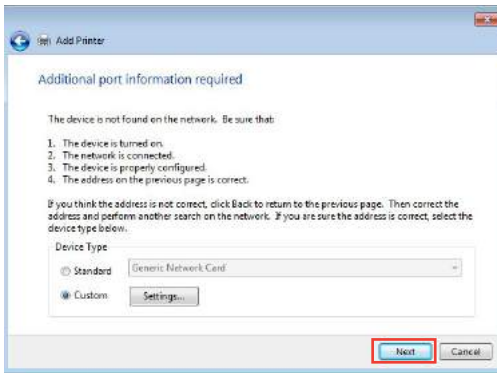 Add Printer
Additional port information required
The device is not found on the network. Be sure that:
1. The device is turned on.
2. The network is connected.
3. The device is properly configured.
4. The address on the previous page is correct.
If you think the address is not correct, click Back to return to the previous page. Then correct the
address and perform another search on the network. If you are sure the address is correct, select the
device type below.
Device Type
Standard
Generic Network Card
Custom
Settings...
Next
Cancel